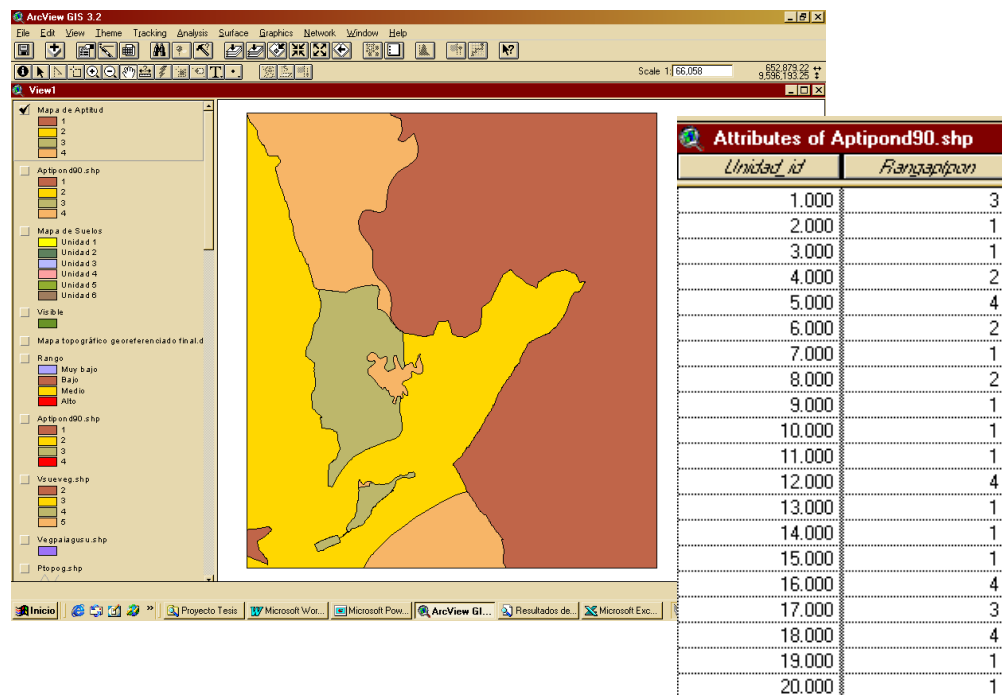 ArcView GIS 3.2
File Edit View Theme Tracking Analysis Surface Graphics Network Window Help
Scale 1: 66,058
652,879.22
9,596,193.25
View1
Mapa de Aptitud
1
2
3
4
Aptipond90.shp
1
2
3
4
Mapa de Suelos
Unidad 1
Unidad 2
Unidad 3
Unidad 4
Unidad 5
Unidad 6
Visible
Mapa topográfico georeferenciado final.d
Rango
Muy bajo
Bajo
Medio
Alto
Aptipond90.shp
1
2
3
4
Vsueveg.shp
2
3
4
5
Vegpaiagusu.shp
Ptopog.shp
Inicio
Proyecto Tesis
Microsoft Wor...
Microsoft Pow...
ArcView GI...
Resultados de...
Microsoft Exc...
Attributes of Aptipond90.shp
Unidad_id Rangaptpon
1.000 3
2.000 1
3.000 1
4.000 2
5.000 4
6.000 2
7.000 1
8.000 2
9.000 1
10.000 1
11.000 1
12.000 4
13.000 1
14.000 1
15.000 1
16.000 4
17.000 3
18.000 4
19.000 1
20.000 1